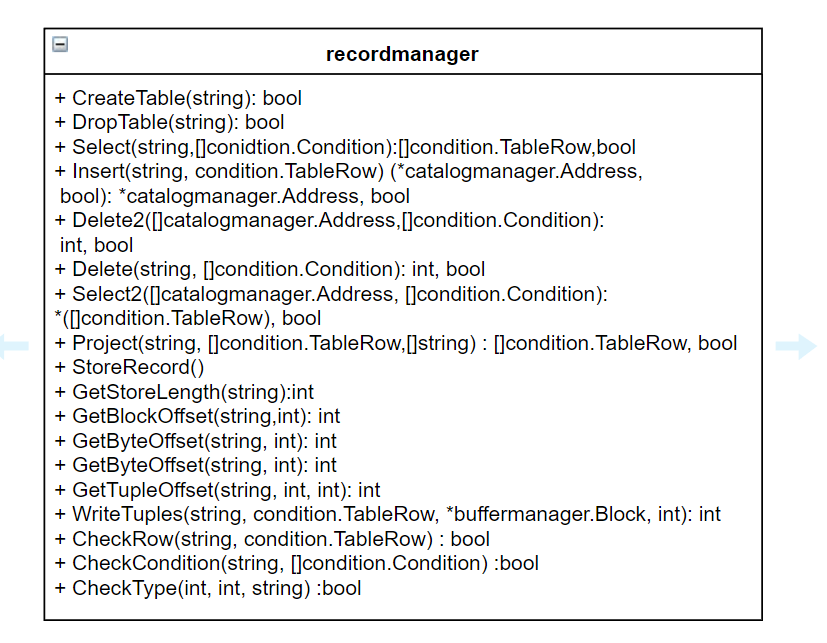 recordmanager
+ CreateTable(string): bool
+ DropTable(string): bool
+ Select(string,[]conidtion.Condition):[]condition.TableRow,bool
+ Insert(string, condition.TableRow) (*catalogmanager.Address,
bool): *catalogmanager.Address, bool
+ Delete2([]catalogmanager.Address,[]condition.Condition):
int, bool
+ Delete(string, []condition.Condition): int, bool
+ Select2([]catalogmanager.Address, []condition.Condition):
*([]condition.TableRow), bool
+ Project(string, []condition.TableRow,[]string) : []condition.TableRow, bool
+ StoreRecord()
+ GetStoreLength(string):int
+ GetBlockOffset(string,int): int
+ GetByteOffset(string, int): int
+ GetByteOffset(string, int): int
+ GetTupleOffset(string, int, int): int
+ WriteTuples(string, condition.TableRow, *buffermanager.Block, int): int
+ CheckRow(string, condition.TableRow) : bool
+ CheckCondition(string, []condition.Condition) :bool
+ CheckType(int, int, string) :bool